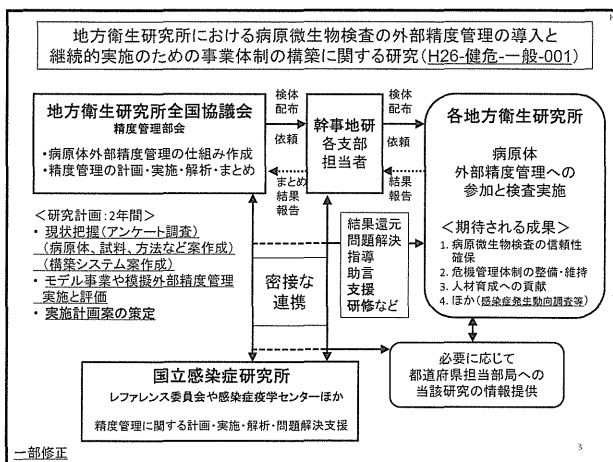 地方衛生研究所における病原微生物検査の外部精度管理の導入と
継続的実施のための事業体制の構築に関する研究(H26-健危-一般-001)
地方衛生研究所全国協議会
精度管理部会
・病原体外部精度管理の仕組み作成
・精度管理の計画・実施・解析・まとめ
検体
配布
依頼
まとめ
結果
報告
幹事地研
各支部
担当者
検体
配布
依頼
結果
報告
各地方衛生研究所
病原体
外部精度管理への
参加と検査実施
<期待される成果>
1. 病原微生物検査の信頼性
確保
2. 危機管理体制の整備・維持
3. 人材育成への貢献
4. ほか(感染症発生動向調査等)
<研究計画:2年間>
・現状把握(アンケート調査)
(病原体、試料、方法など案作成)
(構築システム案作成)
・モデル事業や模擬外部精度管理
実施と評価
・実施計画案の策定
密接な
連携
結果還元
問題解決
指導
助言
支援
研修など
国立感染症研究所
レファレンス委員会や感染症疫学センターほか
精度管理に関する計画・実施・解析・問題解決支援
必要に応じて
都道府県担当部局への
当該研究の情報提供
一部修正
3